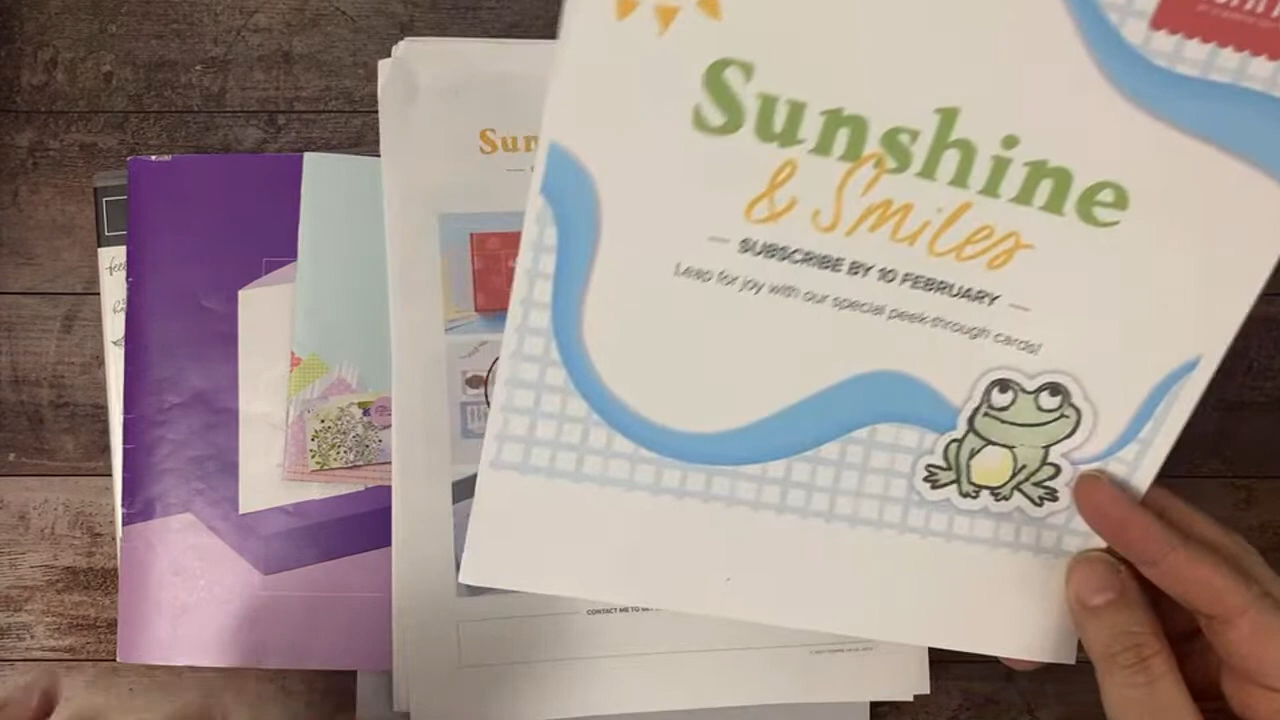 Sunshine
& Smiles
— SUBSCRIBE BY 10 FEBRUARY —
Leap for joy with our special peek-through cards!
Sun
CONTACT ME TO